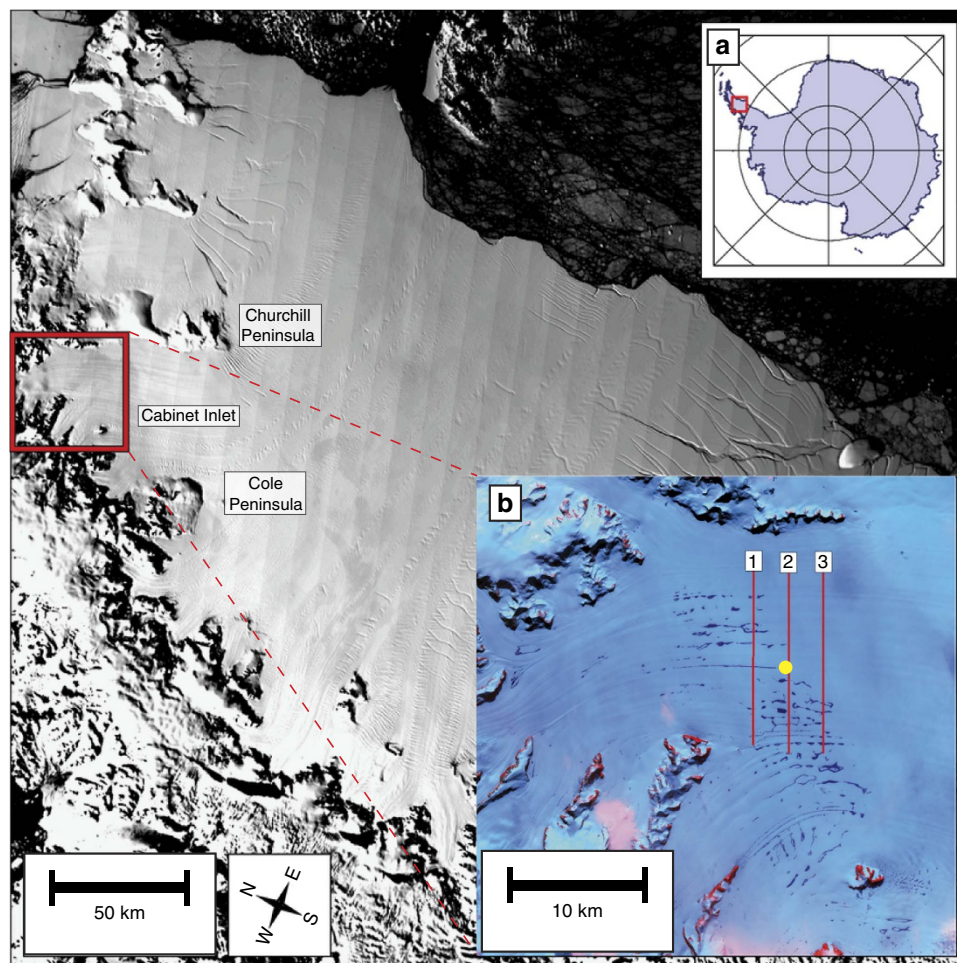 a
Churchill
Peninsula
Cabinet Inlet
Cole
Peninsula
b
1 2 3
50 km
N E
W S
10 km